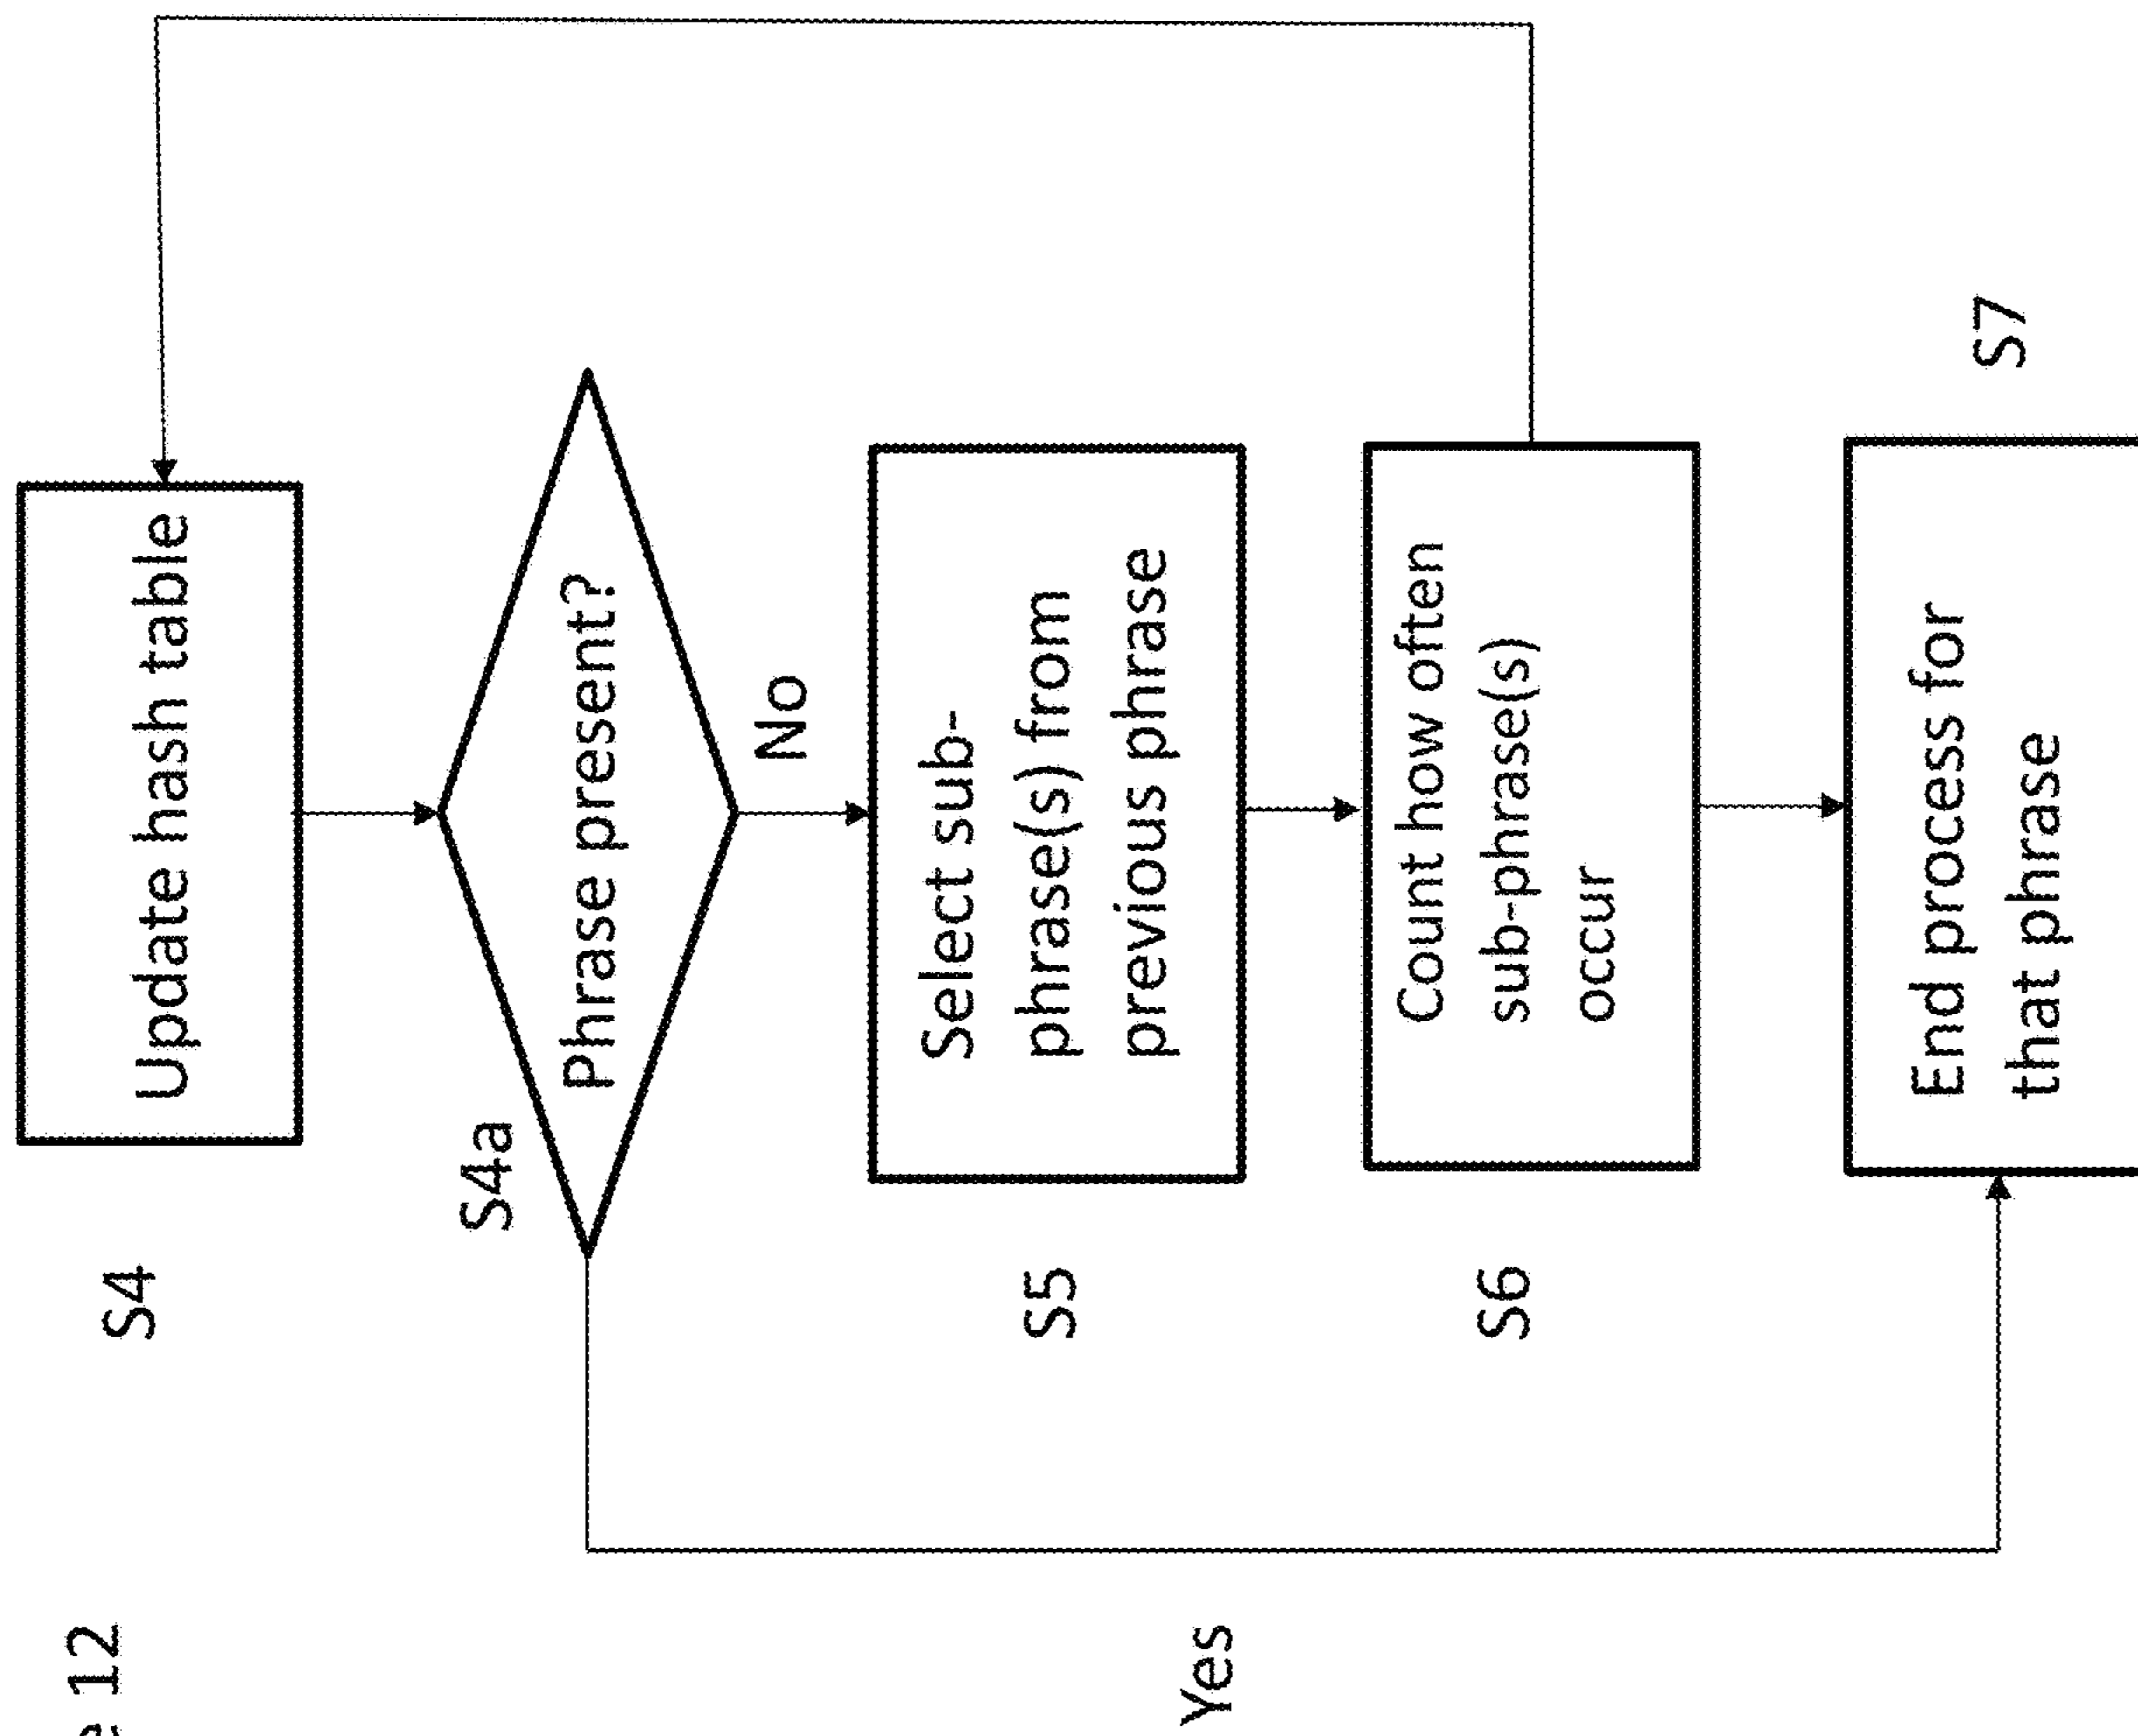 e 12
S4
Update hash table
S4a
Phrase present?
No
Yes
S5
Select sub-
phrase(s) from
previous phrase
S6
Count how often
sub-phrase(s)
occur
S7
End process for
that phrase